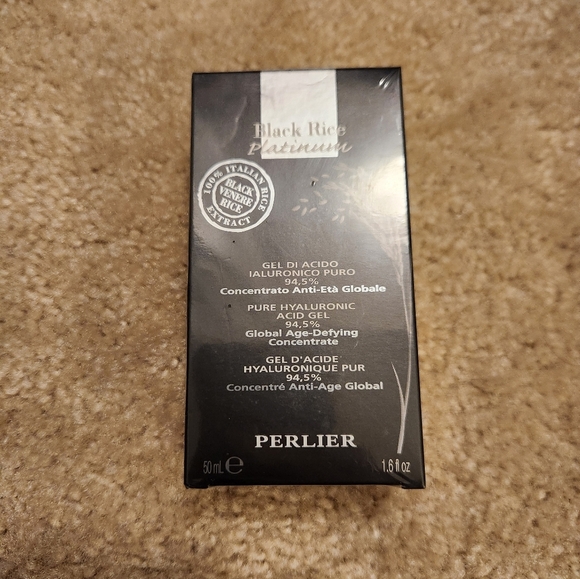 Black Rice
Platinum
100% ITALIAN RICE
EXTRACT
BLACK
VENERE
RICE
GEL DI ACIDO
IALURONICO PURO
94,5%
Concentrato Anti-Età Globale
PURE HYALURONIC
ACID GEL
94,5%
Global Age-Defying
Concentrate
GEL D'ACIDE
HYALURONIQUE PUR
94,5%
Concentré Anti-Age Global
PERLIER
50 mL ℮
1.6 fl oz